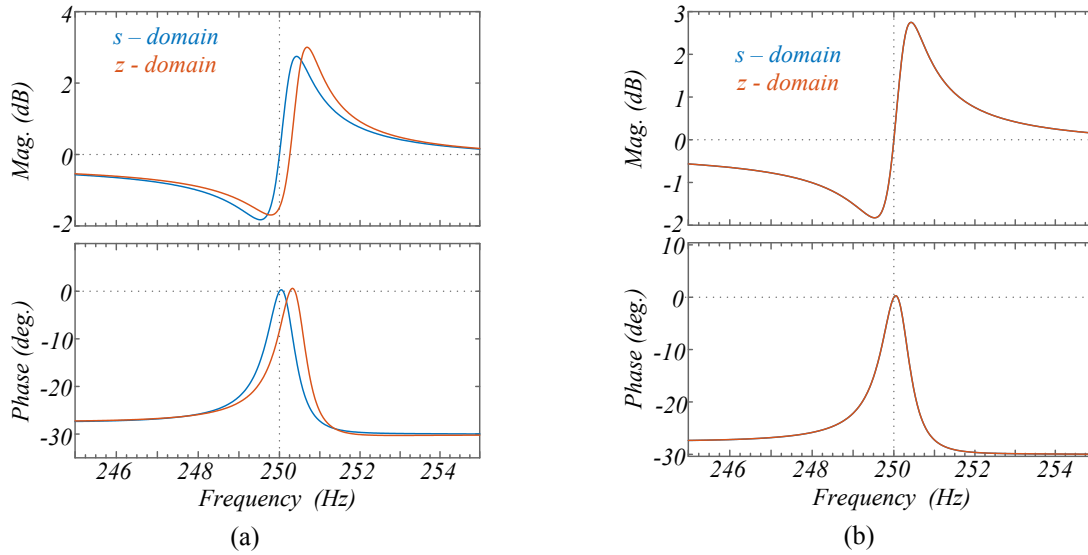 4
s – domain
z - domain
2
0
-2
Mag. (dB)
0
-10
-20
-30
Phase (deg.)
246 248 250 252 254
Frequency (Hz)
(a)
3
s – domain
z - domain
2
1
0
-1
-2
Mag. (dB)
10
0
-10
-20
-30
Phase (deg.)
246 248 250 252 254
Frequency (Hz)
(b)